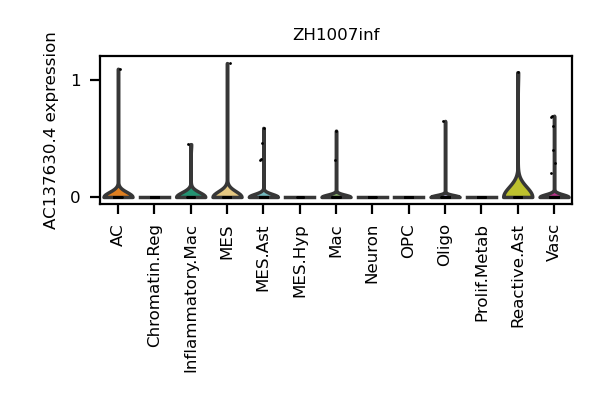 ZH1007inf
AC137630.4 expression
1
0
AC
Chromatin.Reg
Inflammatory.Mac
MES
MES.Ast
MES.Hyp
Mac
Neuron
OPC
Oligo
Prolif.Metab
Reactive.Ast
Vasc